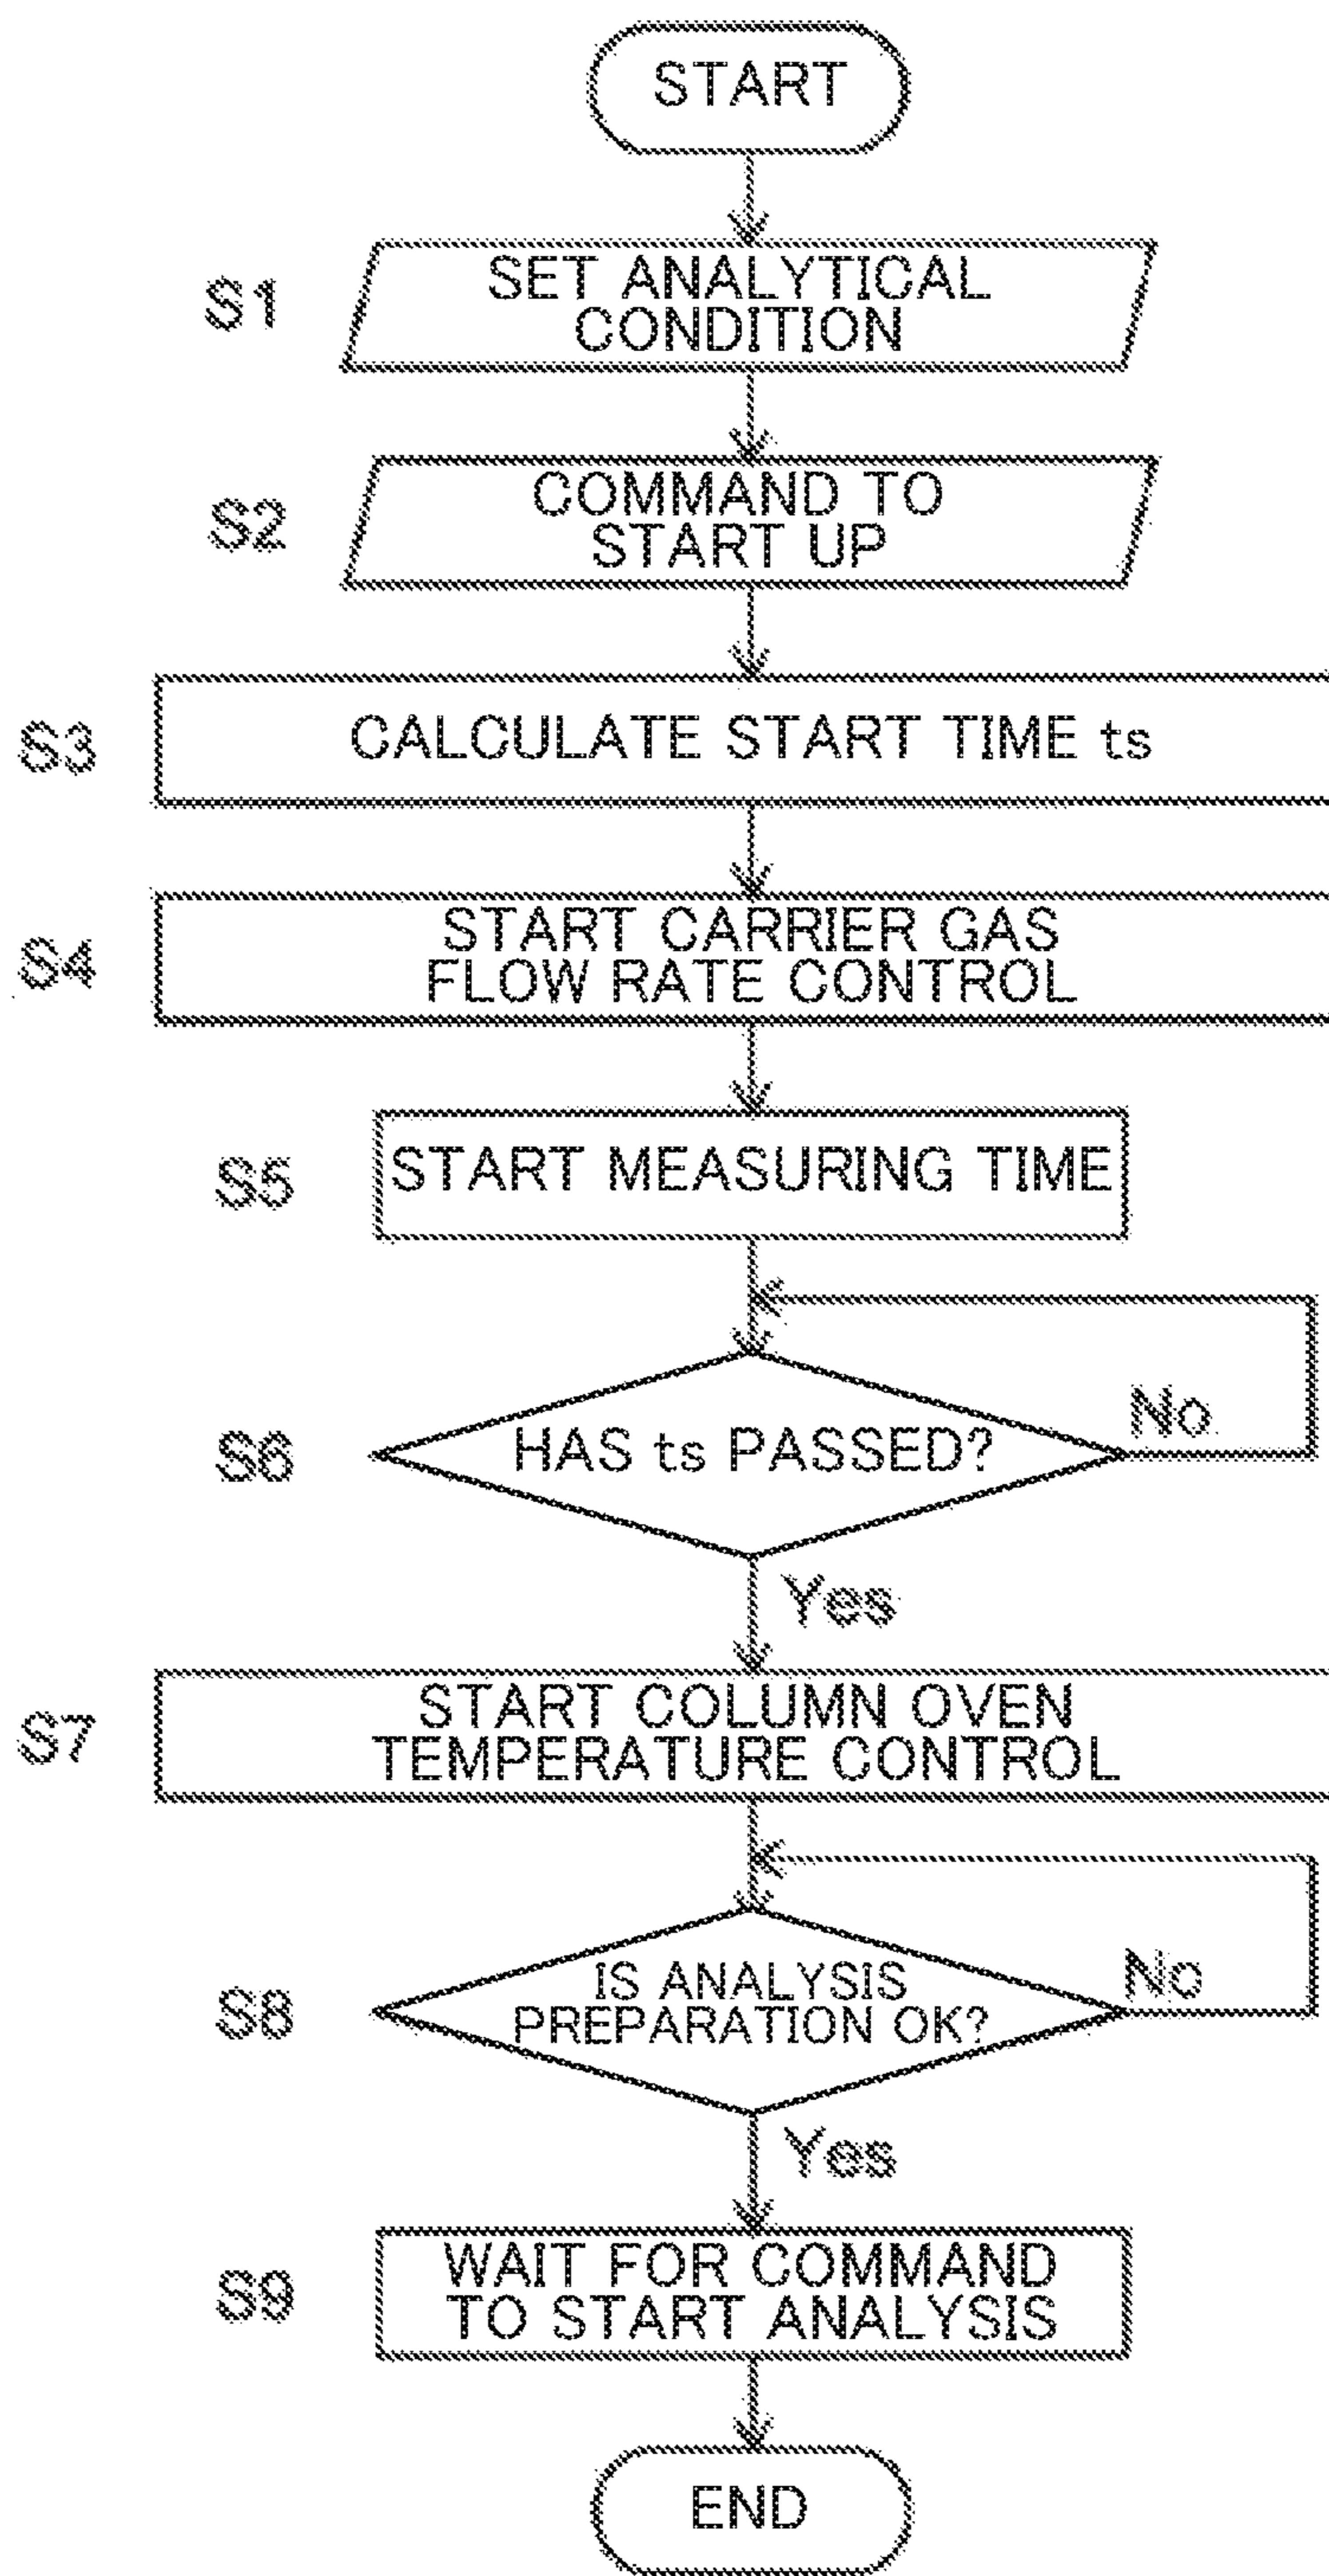 START
S1
SET ANALYTICAL
CONDITION
S2
COMMAND TO
START UP
S3
CALCULATE START TIME ts
S4
START CARRIER GAS
FLOW RATE CONTROL
S5
START MEASURING TIME
S6
HAS ts PASSED?
No
Yes
S7
START COLUMN OVEN
TEMPERATURE CONTROL
S8
IS ANALYSIS
PREPARATION OK?
No
Yes
S9
WAIT FOR COMMAND
TO START ANALYSIS
END